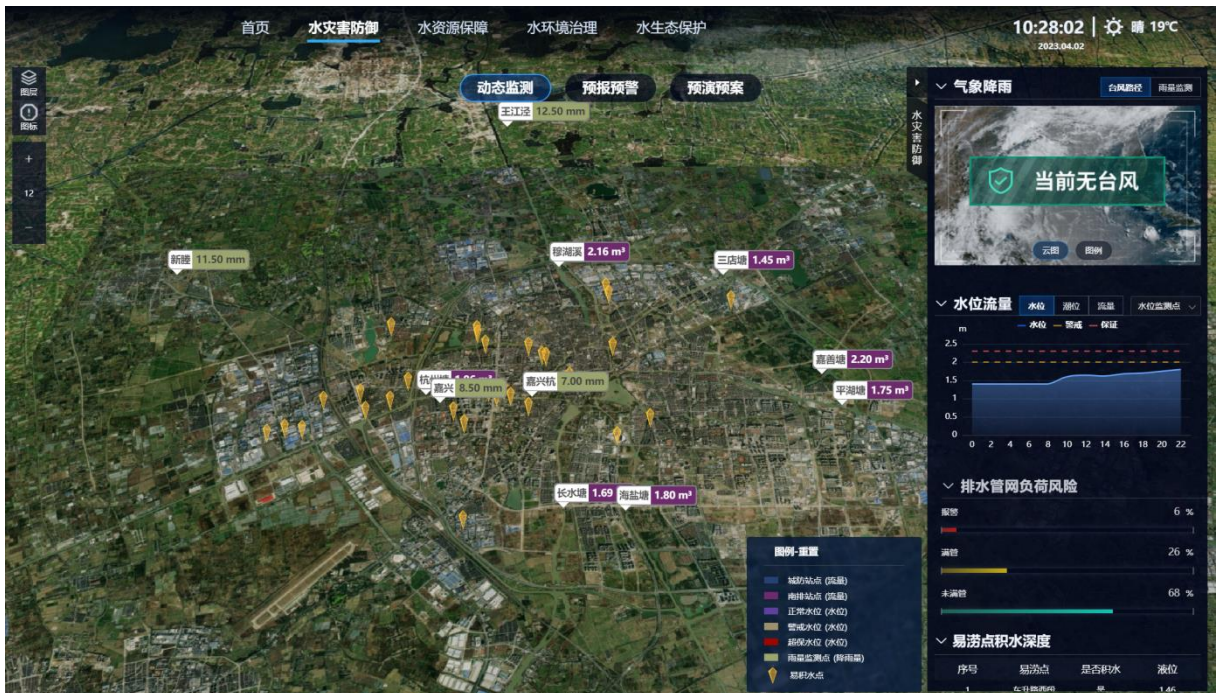 首页 水灾害防御 水资源保障 水环境治理 水生态保护
10:28:02 晴 19℃
2023.04.02
图层
图标
+
12
−
动态监测 预报预警 预演预案
王江泾 12.50 mm
新塍 11.50 mm
穆湖溪 2.16 m³
三店塘 1.45 m³
嘉善塘 2.20 m³
平湖塘 1.75 m³
杭州塘
嘉兴 8.50 mm
嘉兴杭 7.00 mm
长水塘 1.69
海盐塘 1.80 m³
图例-重置
城防站点 (流量)
南排站点 (流量)
正常水位 (水位)
警戒水位 (水位)
超保水位 (水位)
雨量监测点 (降雨量)
易积水点
水灾害防御
气象降雨 台风路径 雨量监测
当前无台风
云图 图例
水位流量 水位 潮位 流量 水位监测点
m 水位 警戒 保证
2.5
2
1.5
1
0.5
0
0 2 4 6 8 10 12 14 16 18 20 22
排水管网负荷风险
报警 6 %
满管 26 %
未满管 68 %
易涝点积水深度
序号 易涝点 是否积水 液位